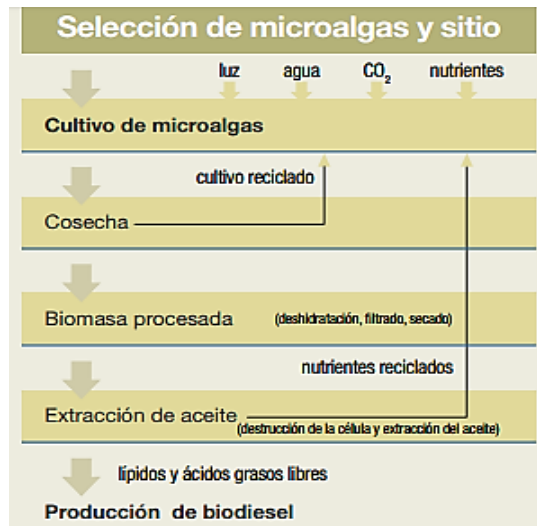 Selección de microalgas y sitio
luz agua CO₂ nutrientes
Cultivo de microalgas
cultivo reciclado
Cosecha
Biomasa procesada (deshidratación, filtrado, secado)
nutrientes reciclados
Extracción de aceite
(destrucción de la célula y extracción del aceite)
lípidos y ácidos grasos libres
Producción de biodiesel